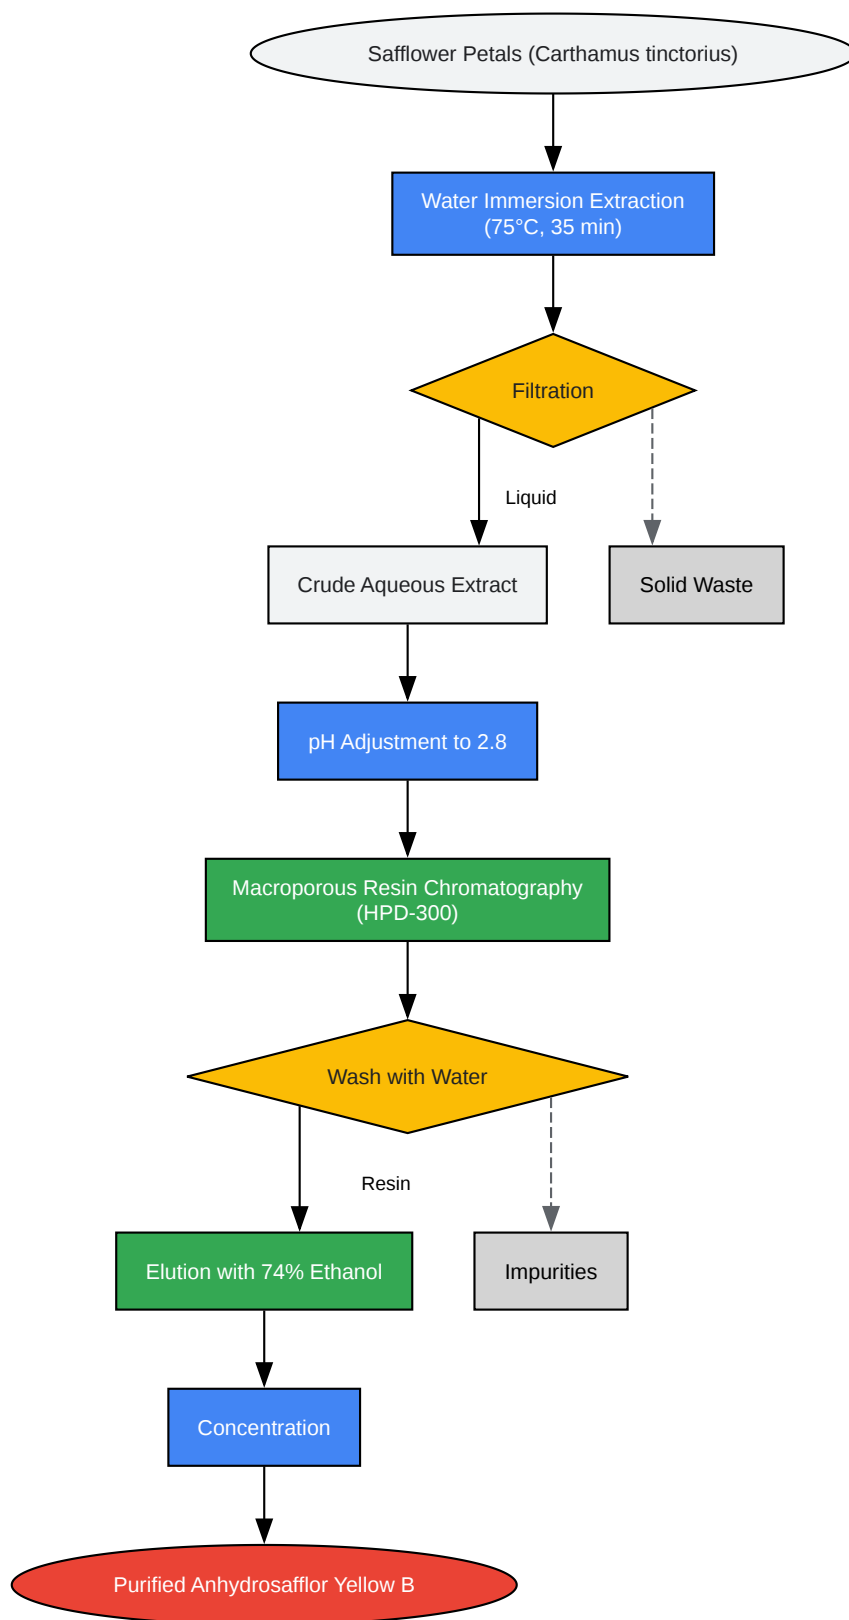 Safflower Petals (Carthamus tinctorius)
Water Immersion Extraction
(75°C, 35 min)
Filtration
Liquid
Crude Aqueous Extract
Solid Waste
pH Adjustment to 2.8
Macroporous Resin Chromatography
(HPD-300)
Wash with Water
Resin
Elution with 74% Ethanol
Impurities
Concentration
Purified Anhydrosafflor Yellow B